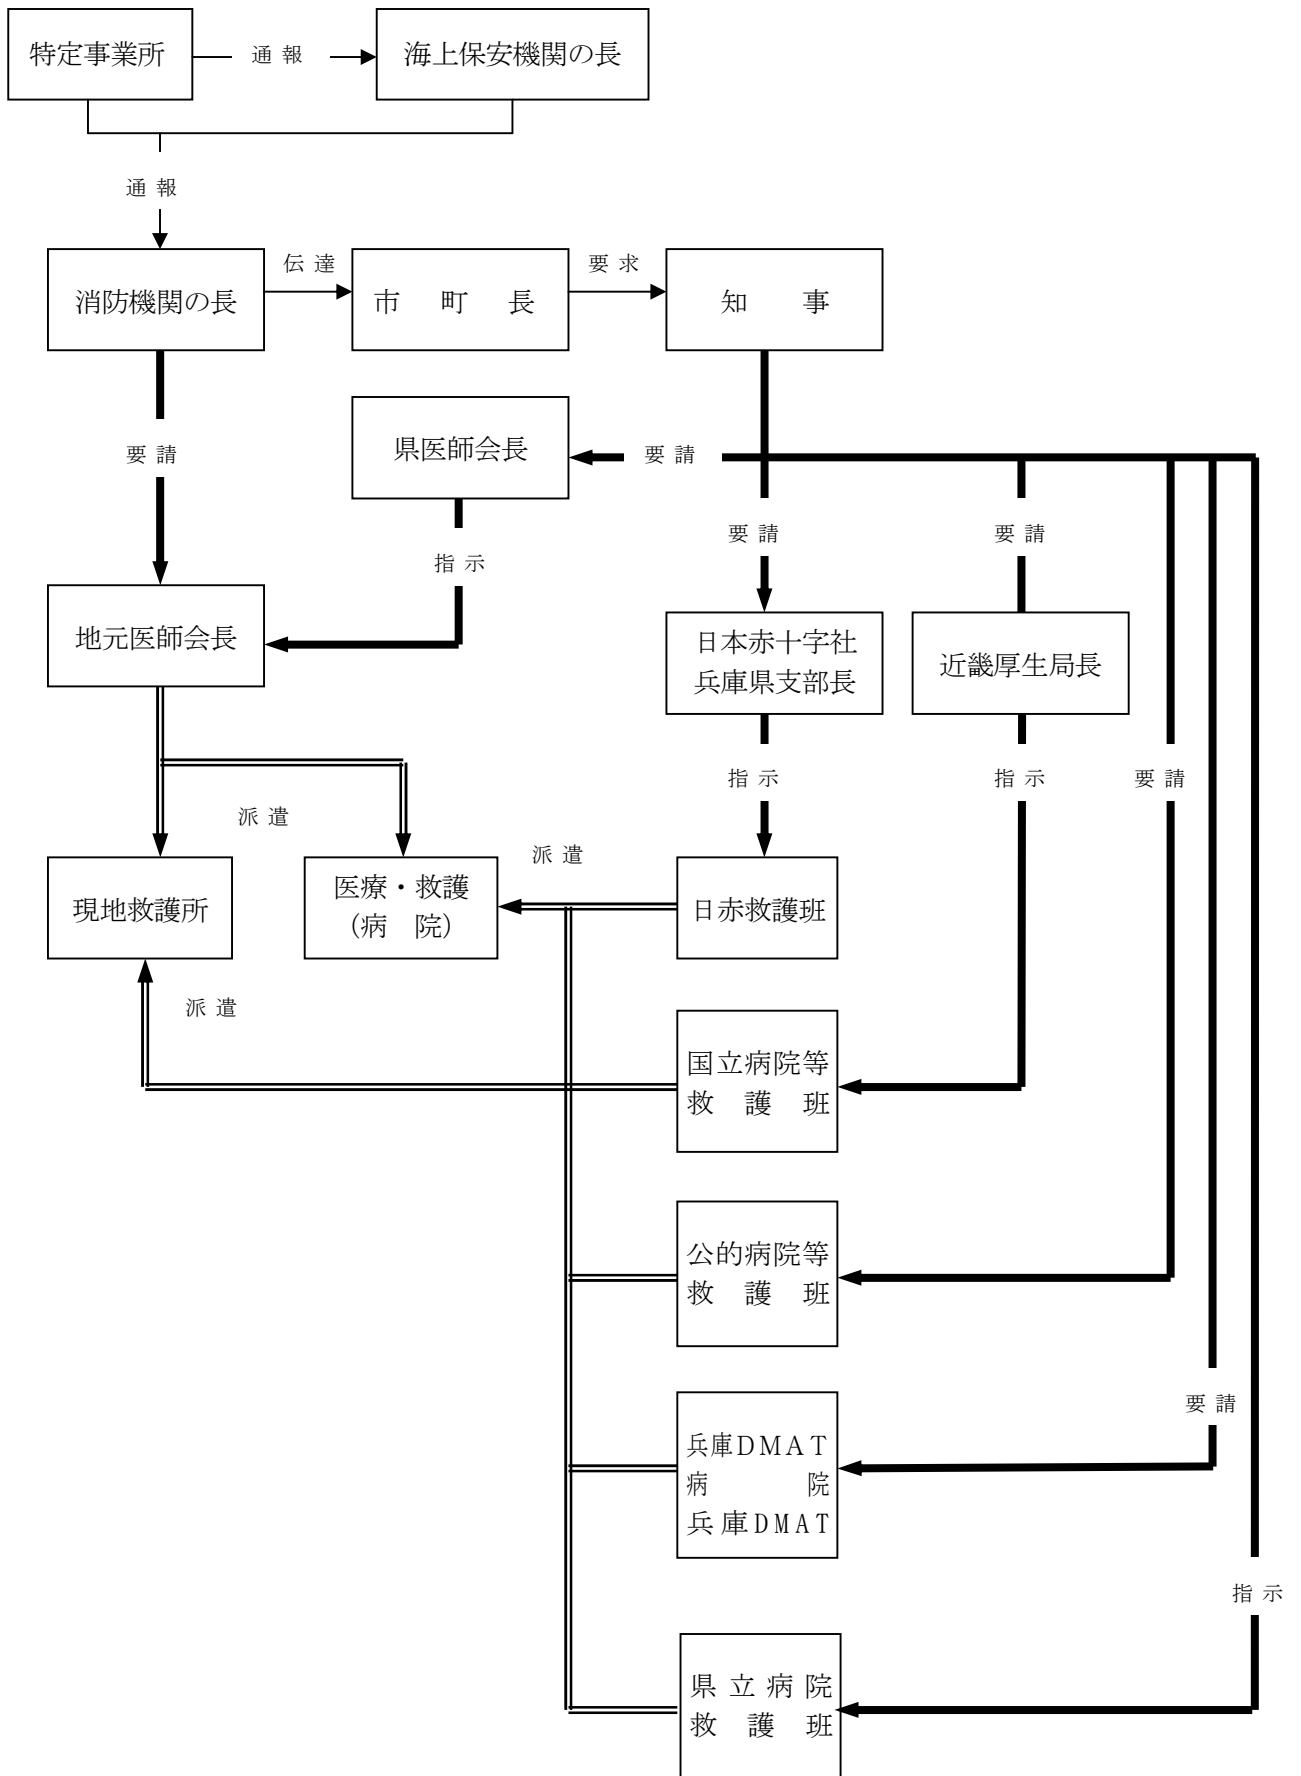 特定事業所
通 報
海上保安機関の長
通 報
消防機関の長
伝 達
市 町 長
要 求
知 事
県医師会長
要 請
要 請
指 示
要 請
要 請
地元医師会長
日本赤十字社
兵庫県支部長
近畿厚生局長
指 示
指 示
要 請
派 遣
派 遣
現地救護所
医療・救護
(病 院)
日赤救護班
派 遣
国立病院等
救 護 班
公的病院等
救 護 班
要 請
兵庫DMAT
病 院
兵庫DMAT
指 示
県立病院
救 護 班